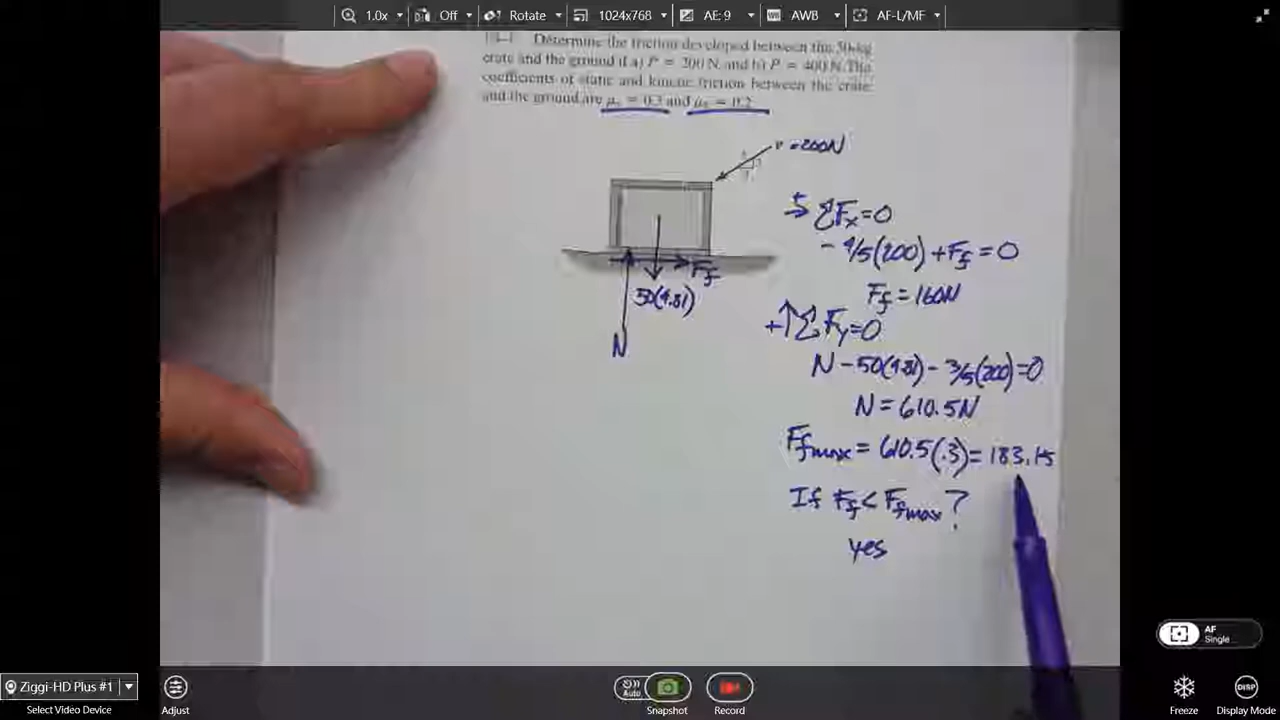 1.0x Off Rotate 1024x768 AE: 9 AWB AF-L/MF
Determine the friction developed between the 50-kg
crate and the ground if a) P = 200 N, and b) P = 400 N. The
coefficients of static and kinetic friction between the crate
and the ground are μs = 0.3 and μk = 0.2
P = 200N
+→ ΣFx=0
-4/5(200) + Ff = 0
Ff = 160N
+↑ΣFy=0
N - 50(9.81) - 3/5(200) = 0
N = 610.5N
Ffmax = 610.5(.3) = 183.15
If Ff < Ffmax ?
yes
Ff
50(9.81)
N
AF
Single
Ziggi-HD Plus #1
Select Video Device
Adjust
Auto
Snapshot
Record
Freeze
DISP
Display Mode